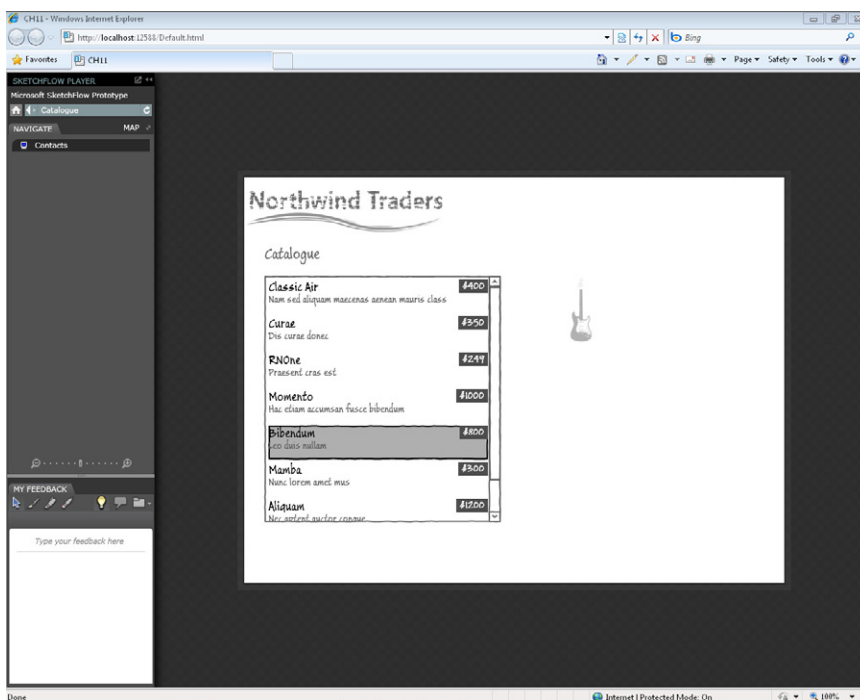 CH11 - Windows Internet Explorer
http://localhost:12588/Default.html
Bing
Favorites
CH11
Page
Safety
Tools
SKETCHFLOW PLAYER
Microsoft SketchFlow Prototype
Catalogue
NAVIGATE
MAP
Contacts
MY FEEDBACK
Type your feedback here
Northwind Traders
Catalogue
Classic Air $400
Nam sed aliquam maecenas aenean mauris class
Curae $350
Dis curae donec
RNOne $249
Praesent cras est
Momento $1000
Hac etiam accumsan fusce bibendum
Bibendum $800
Leo duis nullam
Mamba $300
Nunc lorem amet mus
Aliquam $1200
Nec aptent auctor congue
Done
Internet | Protected Mode: On
100%